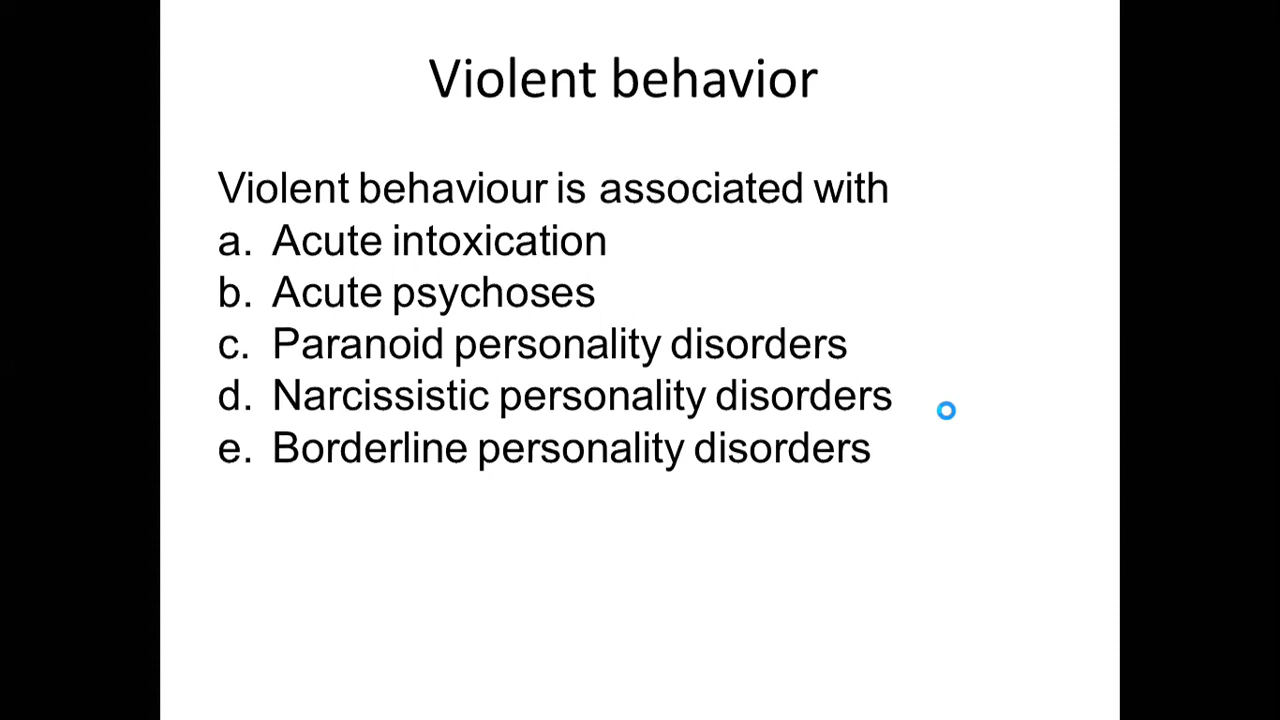 Violent behavior
Violent behaviour is associated with
a. Acute intoxication
b. Acute psychoses
c. Paranoid personality disorders
d. Narcissistic personality disorders
e. Borderline personality disorders